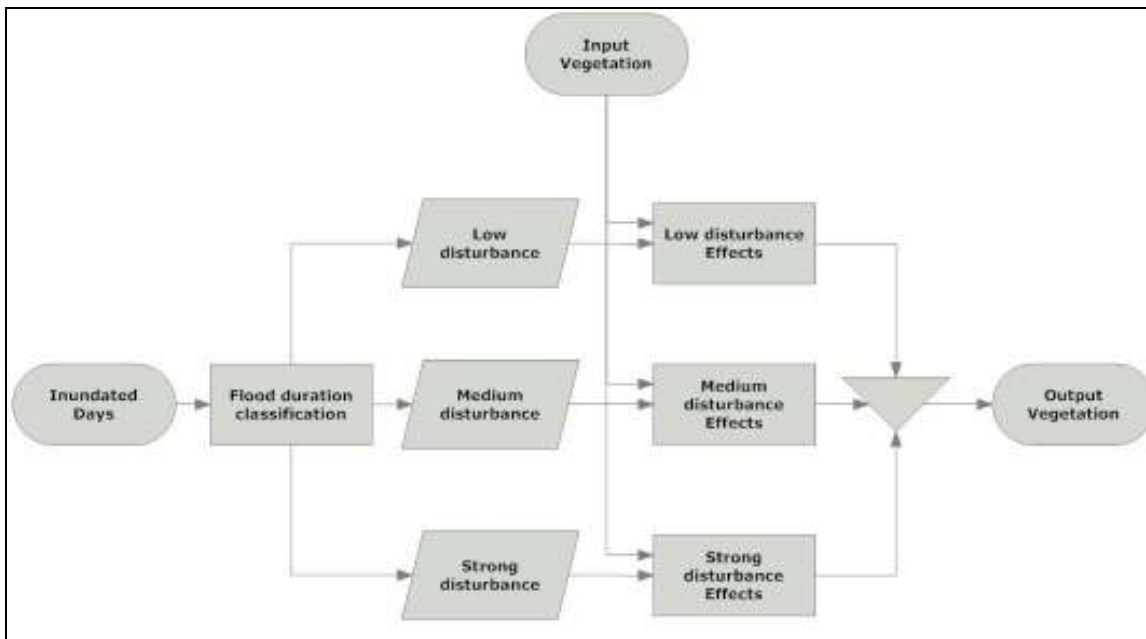 Input
Vegetation
Low
disturbance
Low disturbance
Effects
Inundated
Days
Flood duration
classification
Medium
disturbance
Medium
disturbance
Effects
Output
Vegetation
Strong
disturbance
Strong
disturbance
Effects